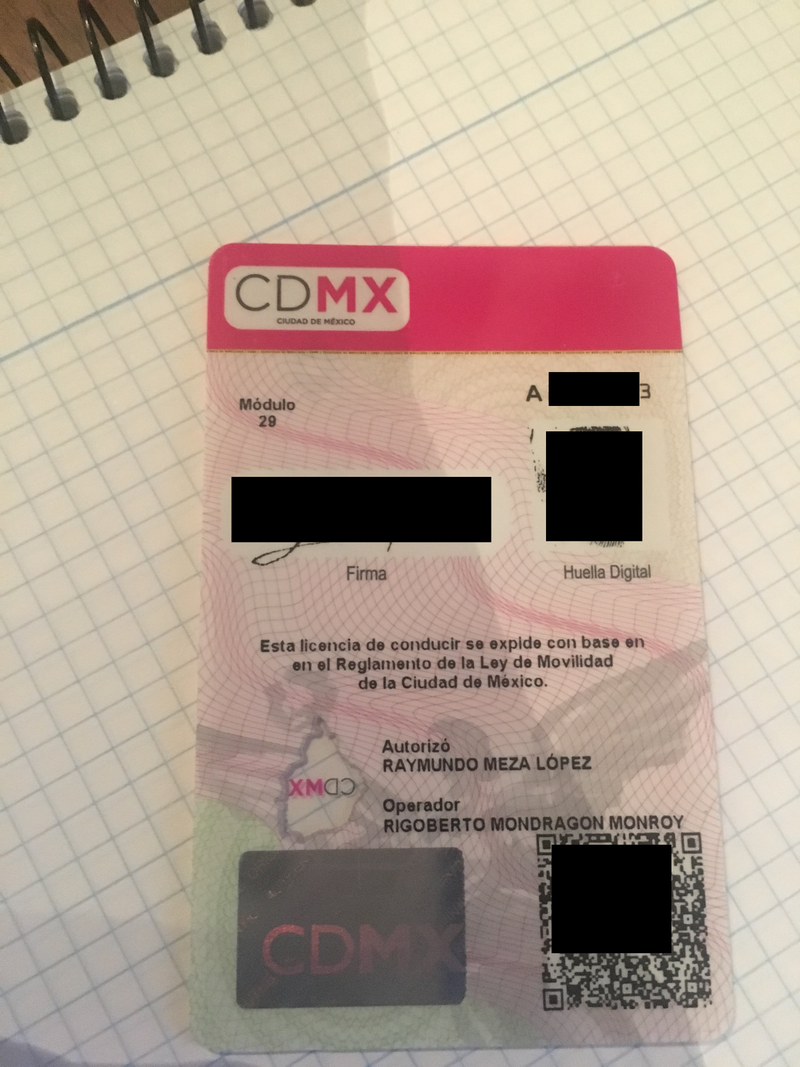 CDMX
CIUDAD DE MÉXICO
A 3
Módulo
29
Firma
Huella Digital
Esta licencia de conducir se expide con base en
en el Reglamento de la Ley de Movilidad
de la Ciudad de México.
Autorizó
RAYMUNDO MEZA LÓPEZ
CDMX
Operador
RIGOBERTO MONDRAGON MONROY
CDMX